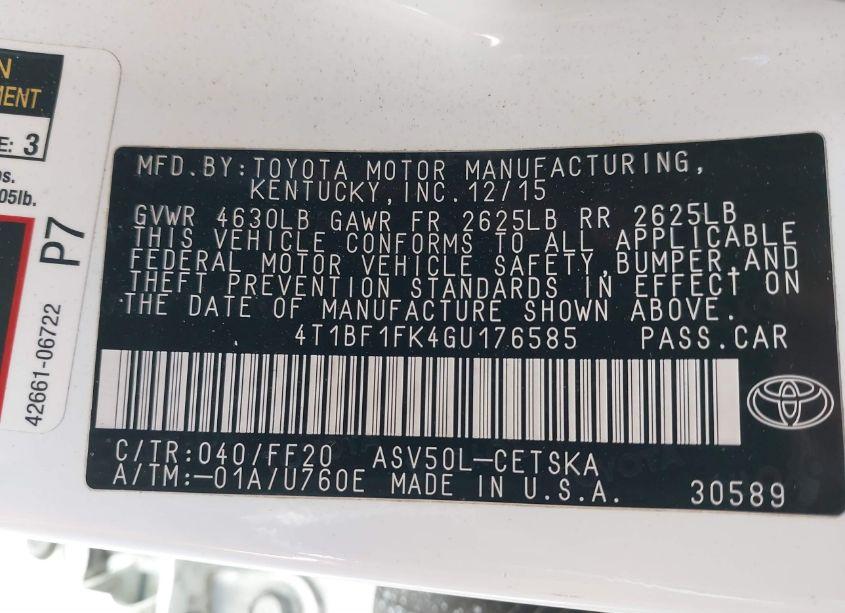 N
MENT
E: 3
os.
05lb.
P7
42661-06722
MFD.BY:TOYOTA MOTOR MANUFACTURING,
KENTUCKY,INC.12/15
GVWR 4630LB GAWR FR 2625LB RR 2625LB
THIS VEHICLE CONFORMS TO ALL APPLICABLE
FEDERAL MOTOR VEHICLE SAFETY,BUMPER,AND
THEFT PREVENTION STANDARDS IN EFFECT ON
THE DATE OF MANUFACTURE SHOWN ABOVE.
4T1BF1FK4GU176585 PASS.CAR
C/TR:040/FF20 ASV50L-CETSKA
A/TM:-01A/U760E MADE IN U.S.A. 30589